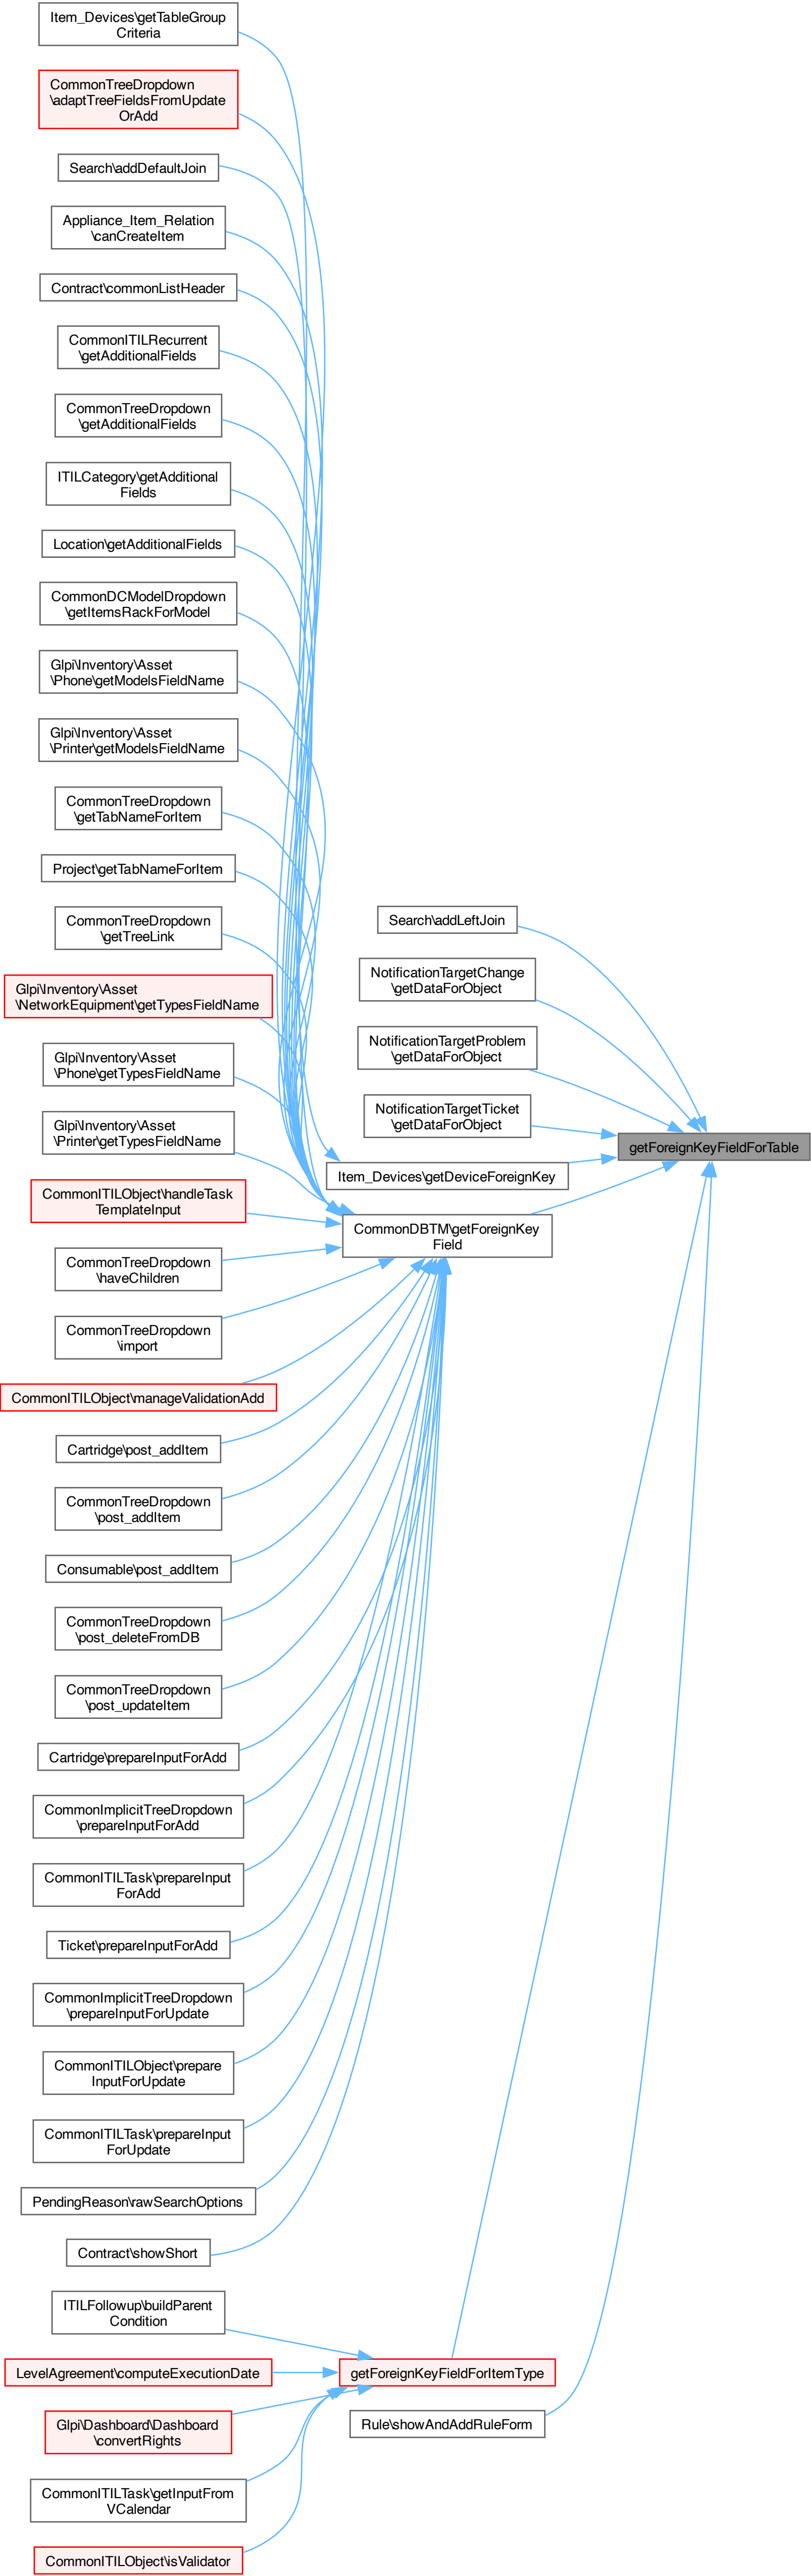 Item_Devices\getTableGroup
Criteria
CommonTreeDropdown
\adaptTreeFieldsFromUpdate
OrAdd
Search\addDefaultJoin
Appliance_Item_Relation
\canCreateItem
Contract\commonListHeader
CommonITILRecurrent
\getAdditionalFields
CommonTreeDropdown
\getAdditionalFields
ITILCategory\getAdditional
Fields
Location\getAdditionalFields
CommonDCModelDropdown
\getItemsRackForModel
Glpi\Inventory\Asset
\Phone\getModelsFieldName
Glpi\Inventory\Asset
\Printer\getModelsFieldName
CommonTreeDropdown
\getTabNameForItem
Project\getTabNameForItem
CommonTreeDropdown
\getTreeLink
Glpi\Inventory\Asset
\NetworkEquipment\getTypesFieldName
Glpi\Inventory\Asset
\Phone\getTypesFieldName
Glpi\Inventory\Asset
\Printer\getTypesFieldName
CommonITILObject\handleTask
TemplateInput
CommonTreeDropdown
\haveChildren
CommonTreeDropdown
\import
CommonITILObject\manageValidationAdd
Cartridge\post_addItem
CommonTreeDropdown
\post_addItem
Consumable\post_addItem
CommonTreeDropdown
\post_deleteFromDB
CommonTreeDropdown
\post_updateItem
Cartridge\prepareInputForAdd
CommonImplicitTreeDropdown
\prepareInputForAdd
CommonITILTask\prepareInput
ForAdd
Ticket\prepareInputForAdd
CommonImplicitTreeDropdown
\prepareInputForUpdate
CommonITILObject\prepare
InputForUpdate
CommonITILTask\prepareInput
ForUpdate
PendingReason\rawSearchOptions
Contract\showShort
ITILFollowup\buildParent
Condition
LevelAgreement\computeExecutionDate
Glpi\Dashboard\Dashboard
\convertRights
CommonITILTask\getInputFrom
VCalendar
CommonITILObject\isValidator
Search\addLeftJoin
NotificationTargetChange
\getDataForObject
NotificationTargetProblem
\getDataForObject
NotificationTargetTicket
\getDataForObject
Item_Devices\getDeviceForeignKey
CommonDBTM\getForeignKey
Field
getForeignKeyFieldForItemType
Rule\showAndAddRuleForm
getForeignKeyFieldForTable